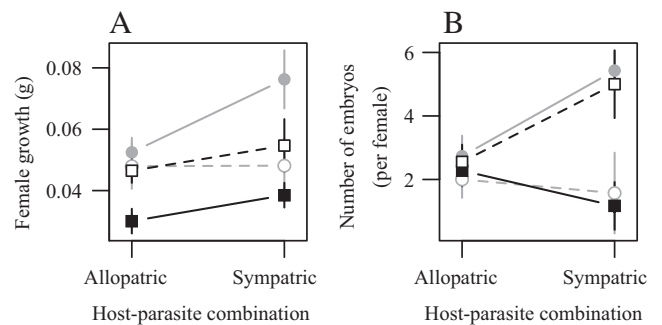 A
Female growth (g)
0.08
0.06
0.04
Allopatric Sympatric
Host-parasite combination
B
Number of embryos
(per female)
6
4
2
Allopatric Sympatric
Host-parasite combination